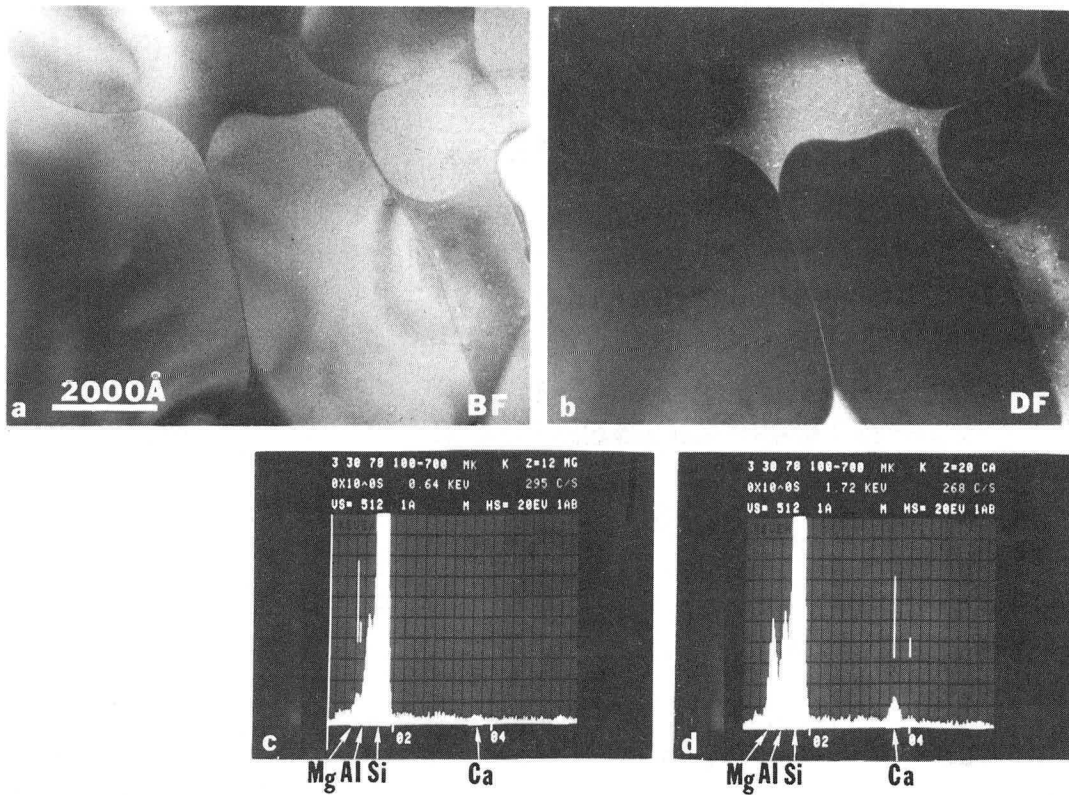 2000Å
a
BF
b
DF
3 30 78 100-700 MK K Z=12 MG
0X10^0S 0.64 KEV 295 C/S
VS= 512 1A M HS= 20EV 1AB
02 04
c
Mg Al Si Ca
3 30 78 100-700 MK K Z=20 CA
0X10^0S 1.72 KEV 268 C/S
VS= 512 1A M HS= 20EV 1AB
02 04
d
Mg Al Si Ca